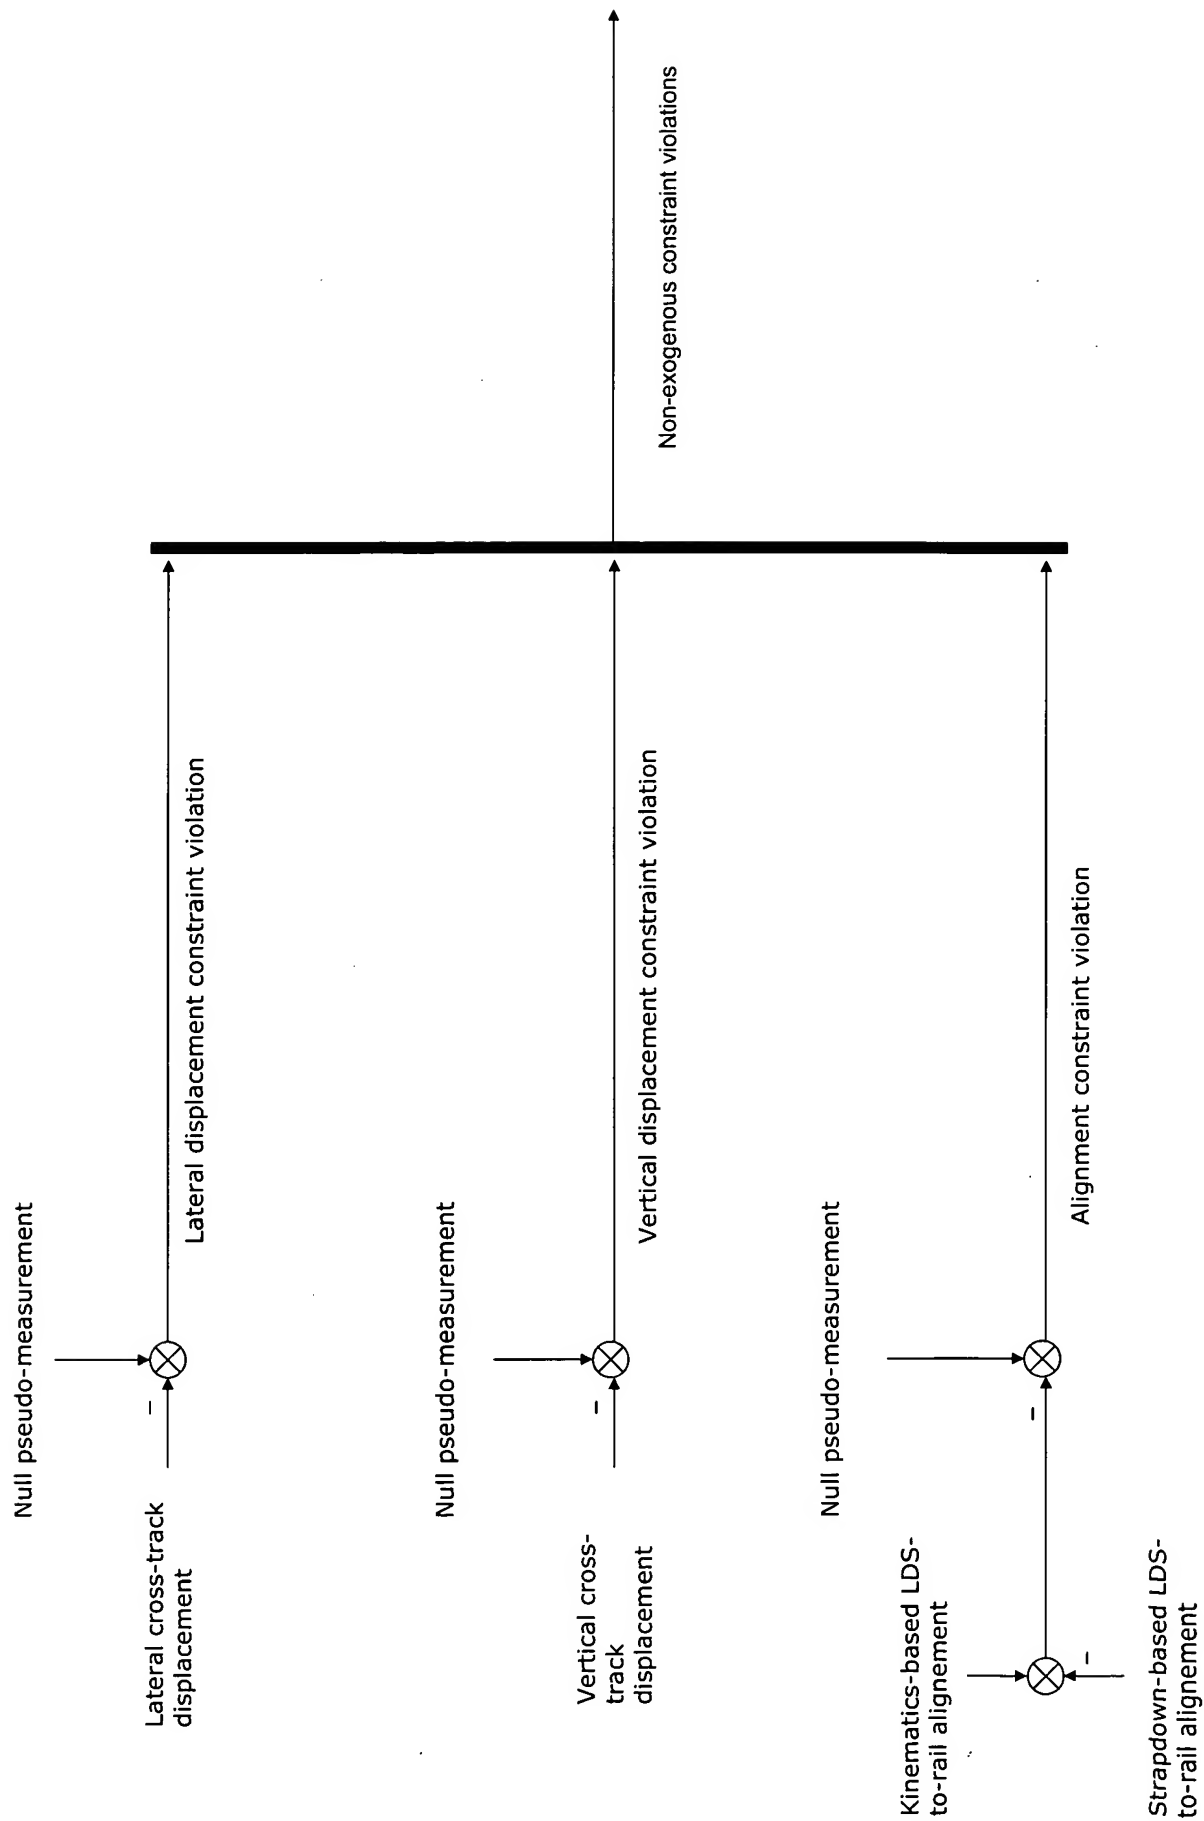 Null pseudo-measurement
Lateral cross-track
displacement
Lateral displacement constraint violation
Null pseudo-measurement
Vertical cross-
track
displacement
Vertical displacement constraint violation
Non-exogenous constraint violations
Null pseudo-measurement
Kinematics-based LDS-
to-rail alignement
Alignment constraint violation
Strapdown-based LDS-
to-rail alignement